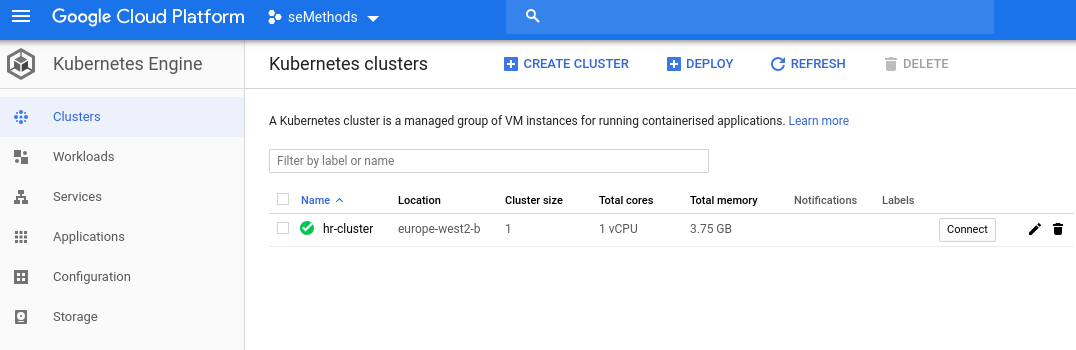 Google Cloud Platform seMethods
Kubernetes Engine
Kubernetes clusters CREATE CLUSTER DEPLOY REFRESH DELETE
Clusters
Workloads
Services
Applications
Configuration
Storage
A Kubernetes cluster is a managed group of VM instances for running containerised applications. Learn more
Filter by label or name
Name Location Cluster size Total cores Total memory Notifications Labels
hr-cluster europe-west2-b 1 1 vCPU 3.75 GB Connect